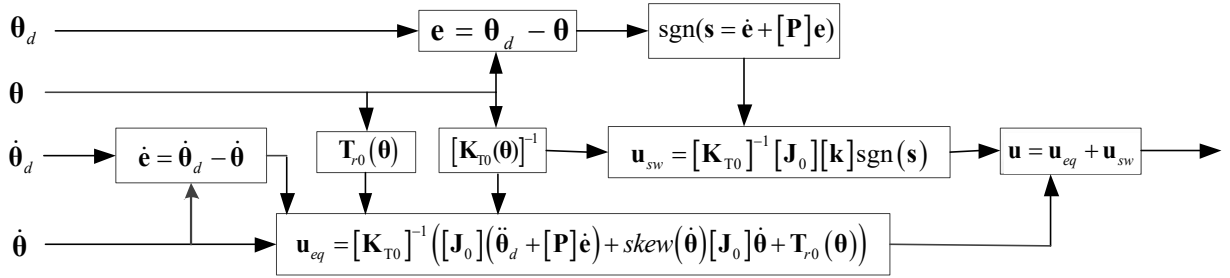 θ_d
e = θ_d − θ
sgn(s = ė + [P]e)
θ
θ̇_d
ė = θ̇_d − θ̇
T_r0(θ)
[K_T0(θ)]^−1
u_sw = [K_T0]^−1 [J_0][k]sgn(s)
u = u_eq + u_sw
θ̇
u_eq = [K_T0]^−1 ([J_0](θ̈_d + [P]ė) + skew(θ̇)[J_0]θ̇ + T_r0(θ))